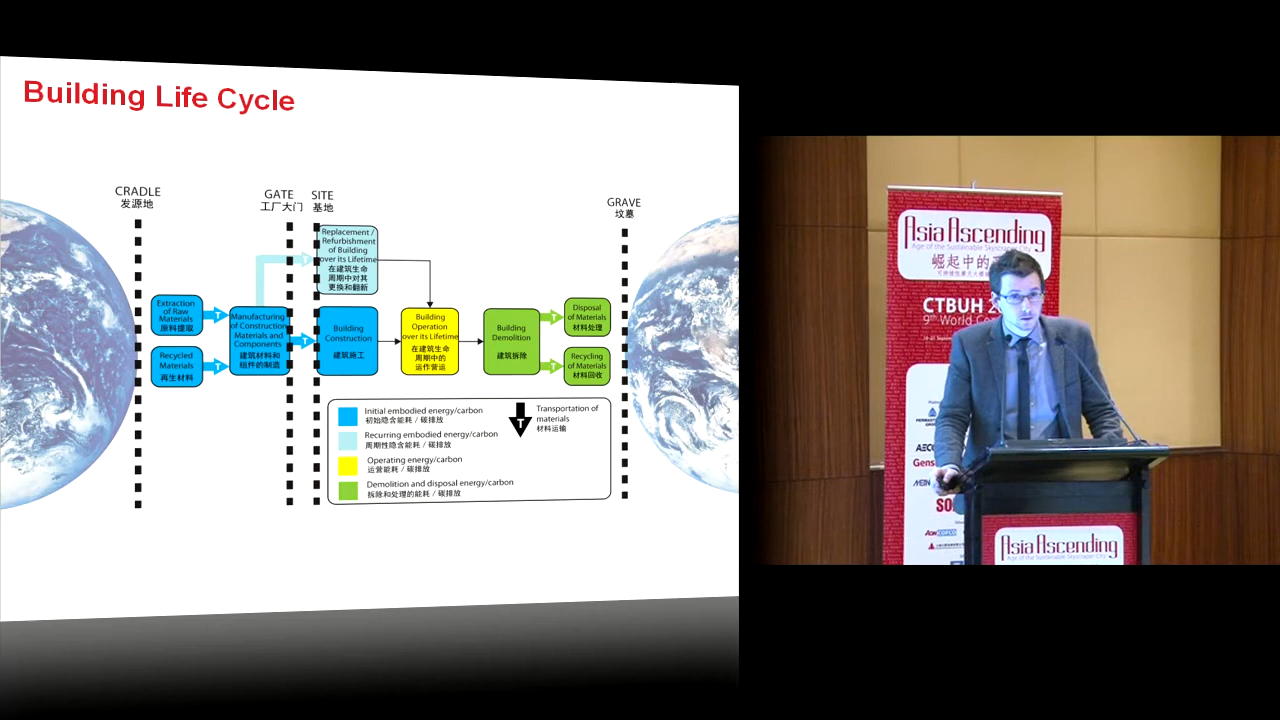 Building Life Cycle
CRADLE
发源地
GATE
工厂大门
SITE
基地
GRAVE
坟墓
Replacement /
Refurbishment
of Building
over its Lifetime
在建筑生命
周期中对其
更换和翻新
Extraction
of Raw
Materials
原料提取
T
Recycled
Materials
再生材料
T
Manufacturing
of Construction
Materials and
Components
建筑材料和
组件的制造
T
T
Building
Construction
建筑施工
Building
Operation
over its Lifetime
在建筑生命
周期中的
运作营运
Building
Demolition
建筑拆除
T
Disposal
of Materials
材料处理
T
Recycling
of Materials
材料回收
Initial embodied energy/carbon
初始隐含能耗 / 碳排放
Recurring embodied energy/carbon
周期性隐含能耗 / 碳排放
Operating energy/carbon
运营能耗 / 碳排放
Demolition and disposal energy/carbon
拆除和处理的能耗 / 碳排放
T
Transportation of
materials
材料运输
Asia Ascending
Age of the Sustainable Skyscraper City
崛起中的
CTBUH 2
9th World Co
AECO
Gens
SO
Asia Ascending
Age of the Sustainable Skyscraper City